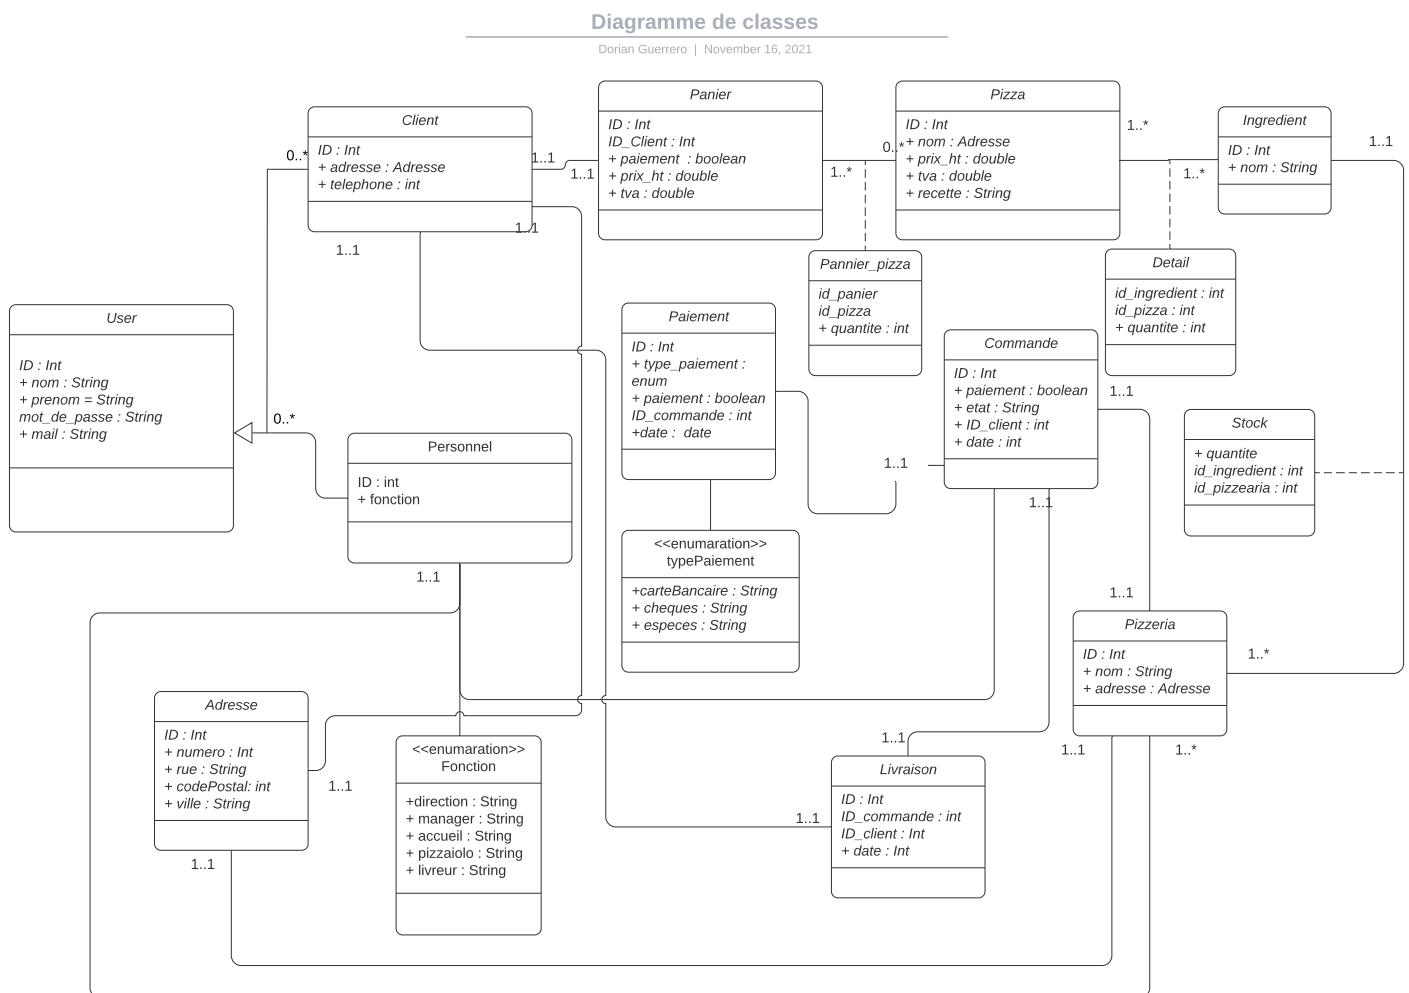 Diagramme de classes
Dorian Guerrero | November 16, 2021
Client
ID : Int
+ adresse : Adresse
+ telephone : int
Panier
ID : Int
ID_Client : Int
+ paiement  : boolean
+ prix_ht : double
+ tva : double
Pizza
ID : Int
+ nom : Adresse
+ prix_ht : double
+ tva : double
+ recette : String
Ingredient
ID : Int
+ nom : String
0..*
1..1
1..1
1..*
0..*
1..*
1..*
1..1
1..1
1..1
Pannier_pizza
id_panier
id_pizza
+ quantite : int
Detail
id_ingredient : int
id_pizza : int
+ quantite : int
User
ID : Int
+ nom : String
+ prenom = String
mot_de_passe : String
+ mail : String
0..*
Paiement
ID : Int
+ type_paiement :
enum
+ paiement : boolean
ID_commande : int
+date :  date
Commande
ID : Int
+ paiement : boolean
+ etat : String
+ ID_client : int
+ date : int
1..1
Stock
+ quantite
id_ingredient : int
id_pizzearia : int
Personnel
ID : int
+ fonction
1..1
1..1
1..1
<<enumaration>>
typePaiement
+carteBancaire : String
+ cheques : String
+ especes : String
1..1
Pizzeria
ID : Int
+ nom : String
+ adresse : Adresse
1..*
Adresse
ID : Int
+ numero : Int
+ rue : String
+ codePostal: int
+ ville : String
1..1
1..1
<<enumaration>>
Fonction
+direction : String
+ manager : String
+ accueil : String
+ pizzaiolo : String
+ livreur : String
1..1
1..1
Livraison
ID : Int
ID_commande : int
ID_client : Int
+ date : Int
1..1
1..*